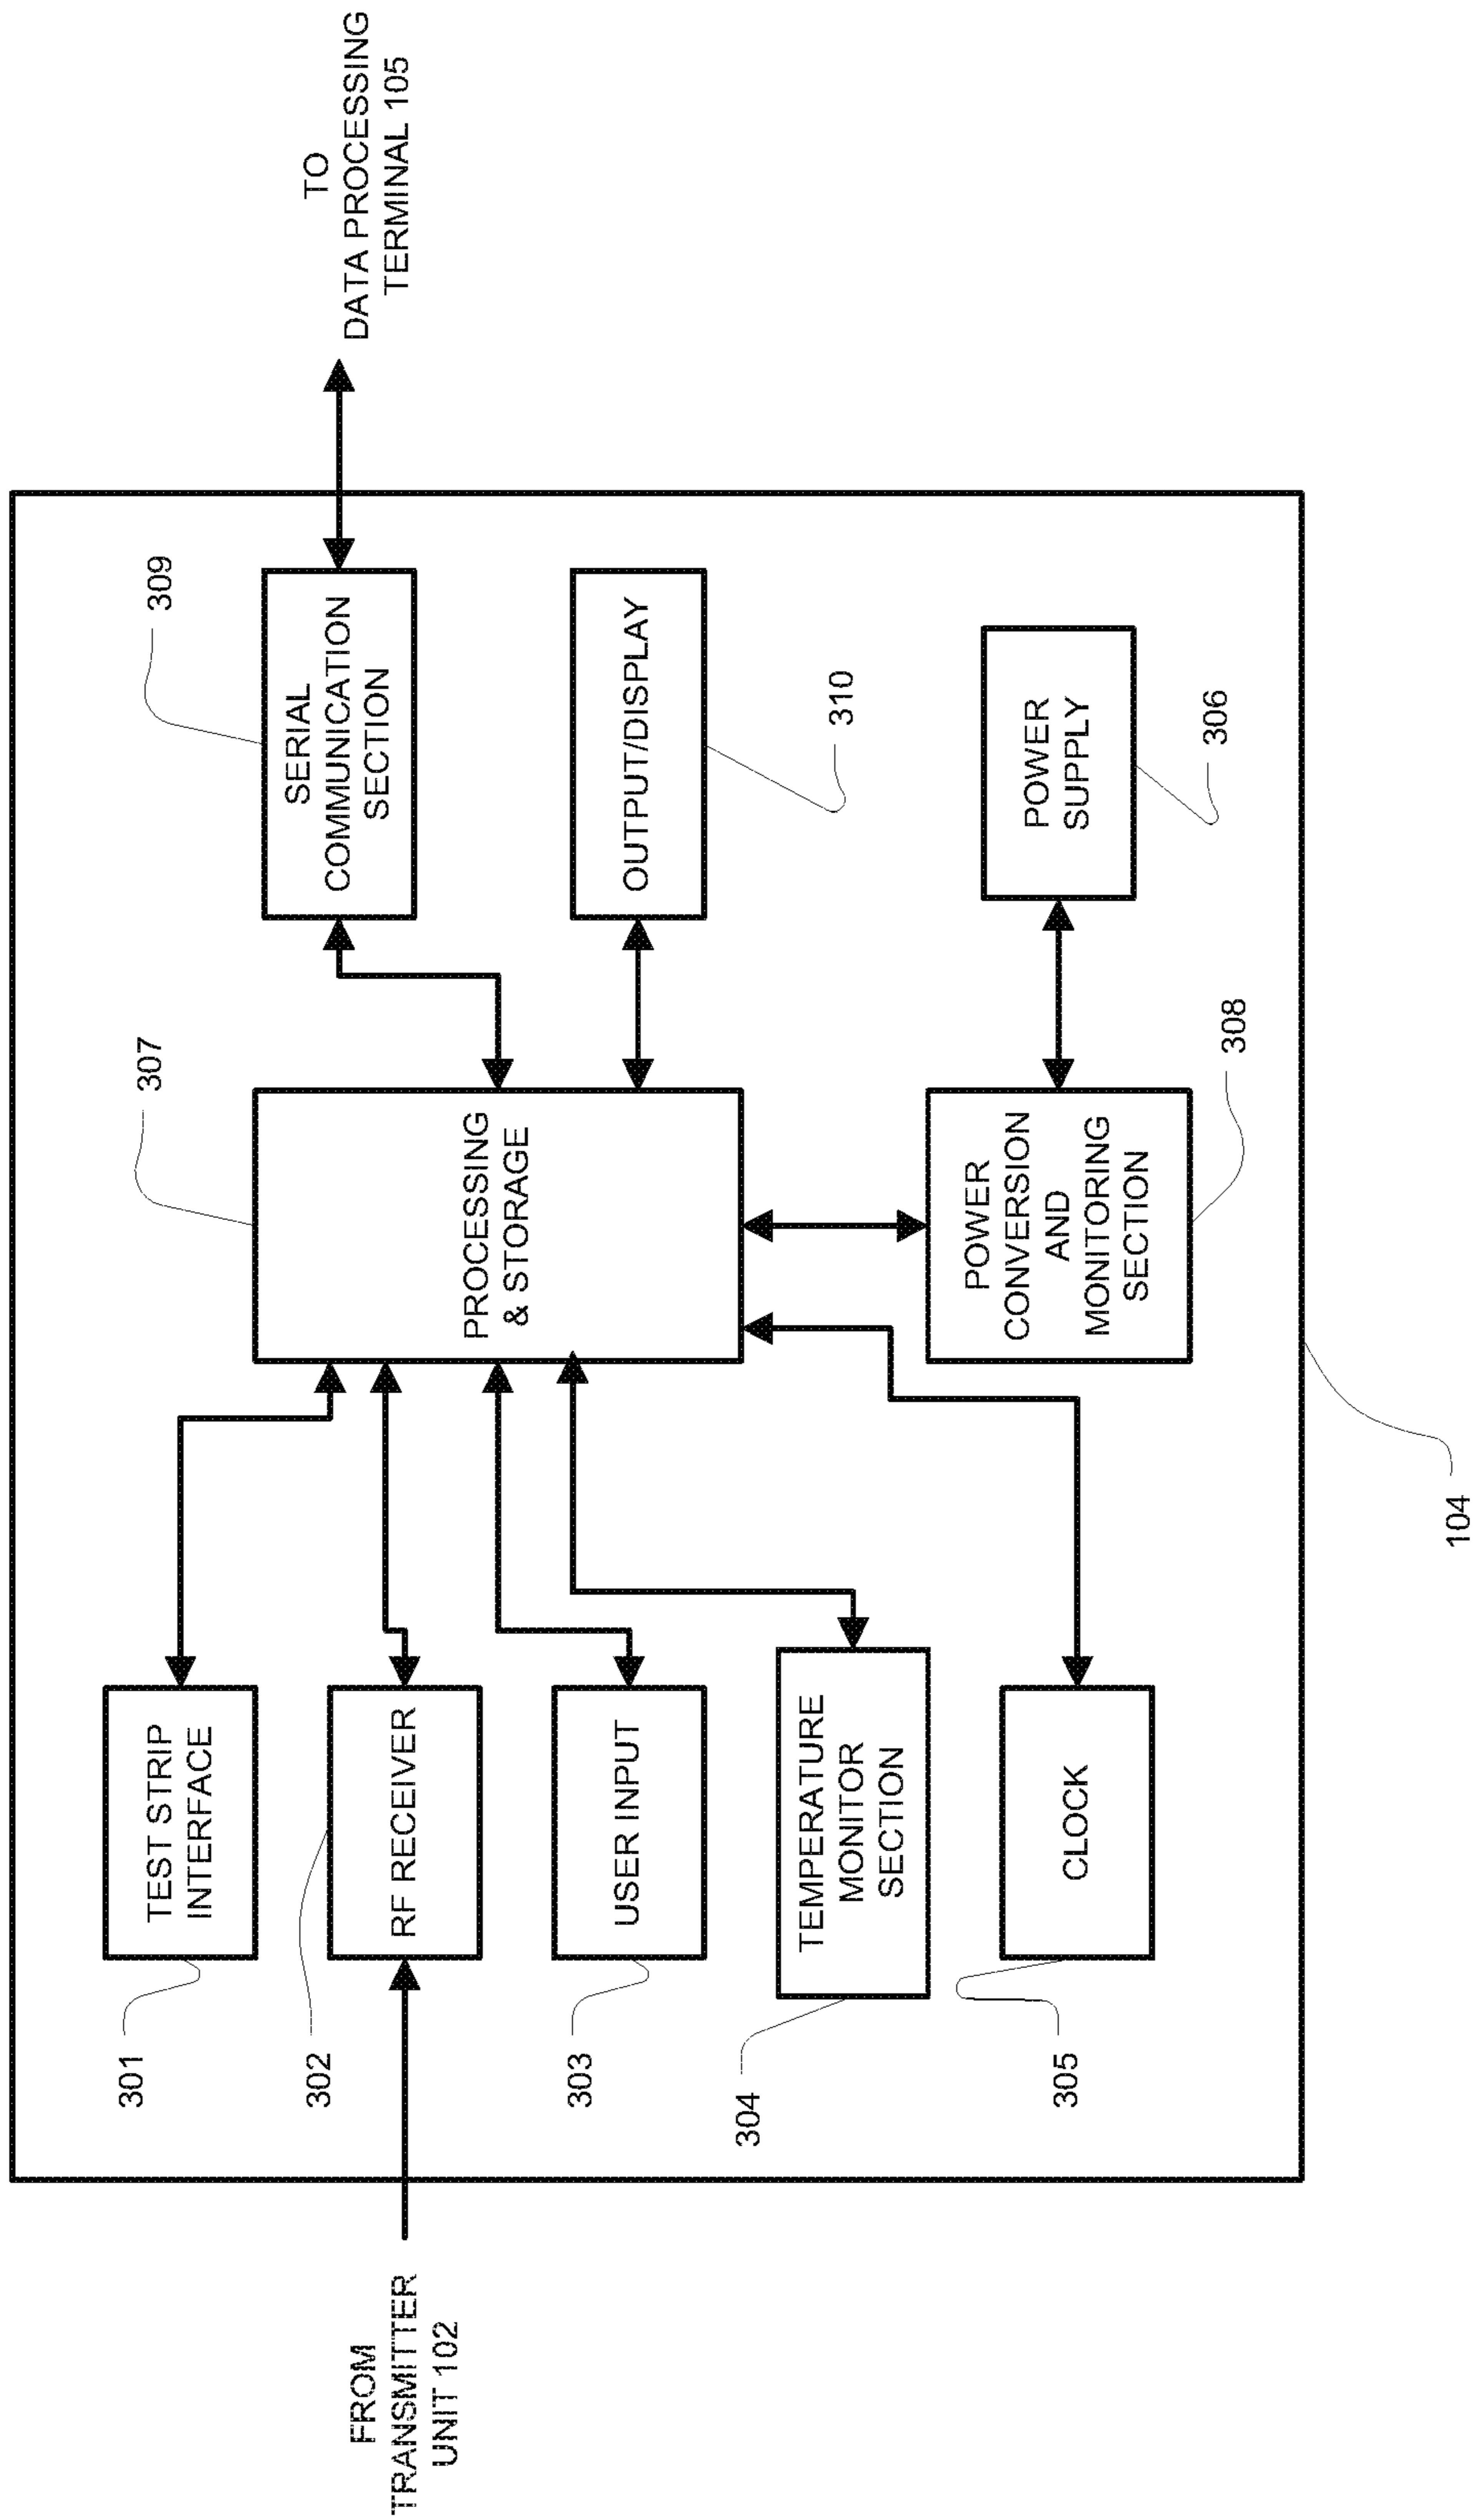 FROM
TRANSMITTER
UNIT 102
301
TEST STRIP
INTERFACE
302
RF RECEIVER
303
USER INPUT
304
TEMPERATURE
MONITOR
SECTION
305
CLOCK
307
PROCESSING
& STORAGE
POWER
CONVERSION
AND
MONITORING
SECTION
308
309
SERIAL
COMMUNICATION
SECTION
OUTPUT/DISPLAY
310
POWER
SUPPLY
306
TO
DATA PROCESSING
TERMINAL 105
104